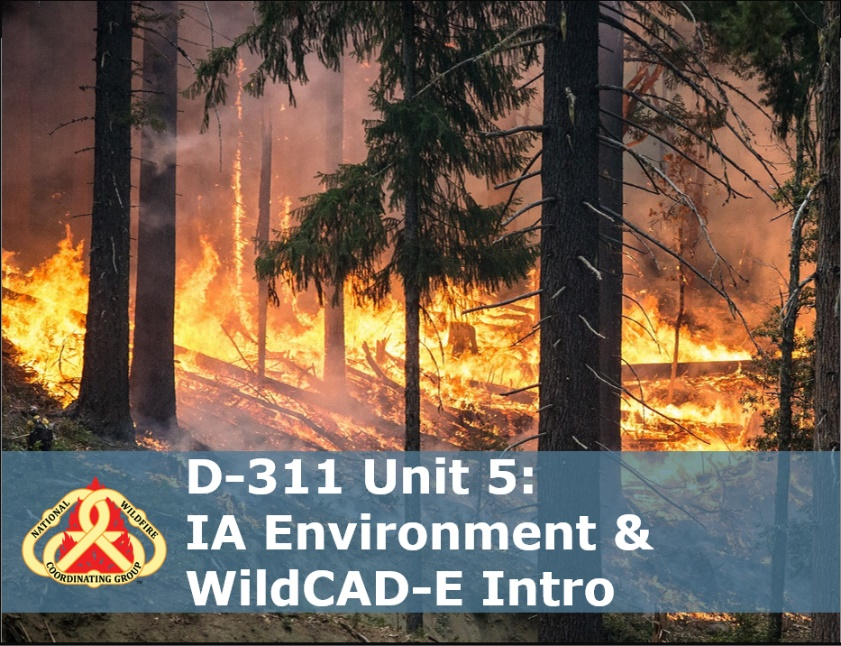 D-311 Unit 5:
IA Environment &
WildCAD-E Intro
NATIONAL WILDFIRE
COORDINATING GROUP